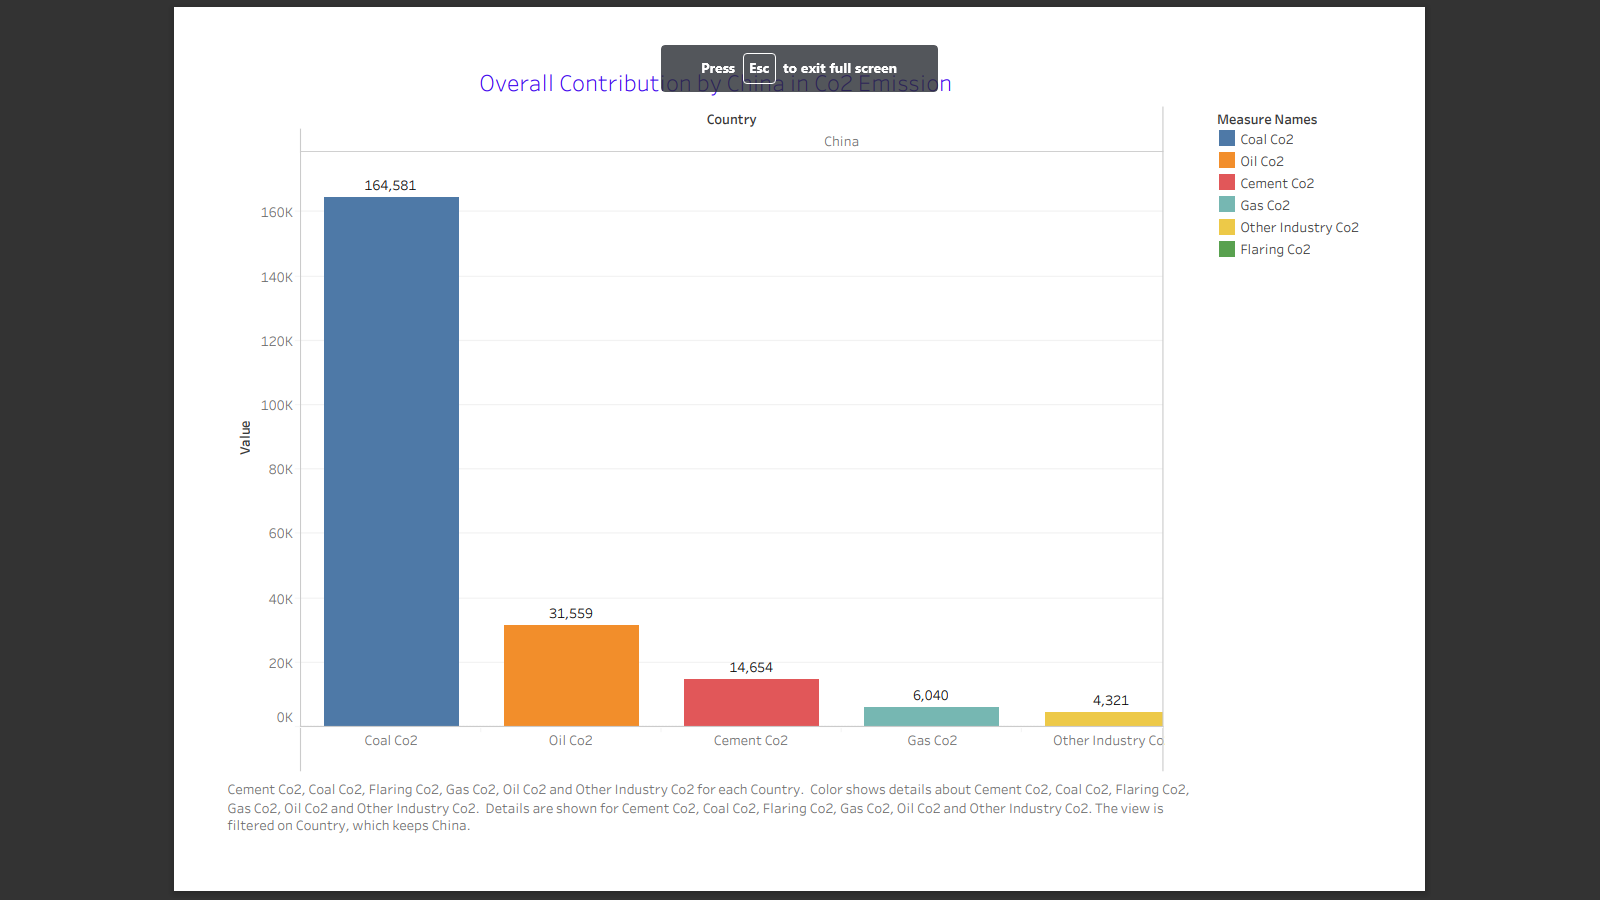 Press Esc to exit full screen
Overall Contribution by China in Co2 Emission
Country
China
Measure Names
Coal Co2
Oil Co2
Cement Co2
Gas Co2
Other Industry Co2
Flaring Co2
Value
160K
140K
120K
100K
80K
60K
40K
20K
0K
164,581
31,559
14,654
6,040
4,321
Coal Co2
Oil Co2
Cement Co2
Gas Co2
Other Industry Co
Cement Co2, Coal Co2, Flaring Co2, Gas Co2, Oil Co2 and Other Industry Co2 for each Country.  Color shows details about Cement Co2, Coal Co2, Flaring Co2,
Gas Co2, Oil Co2 and Other Industry Co2.  Details are shown for Cement Co2, Coal Co2, Flaring Co2, Gas Co2, Oil Co2 and Other Industry Co2. The view is
filtered on Country, which keeps China.